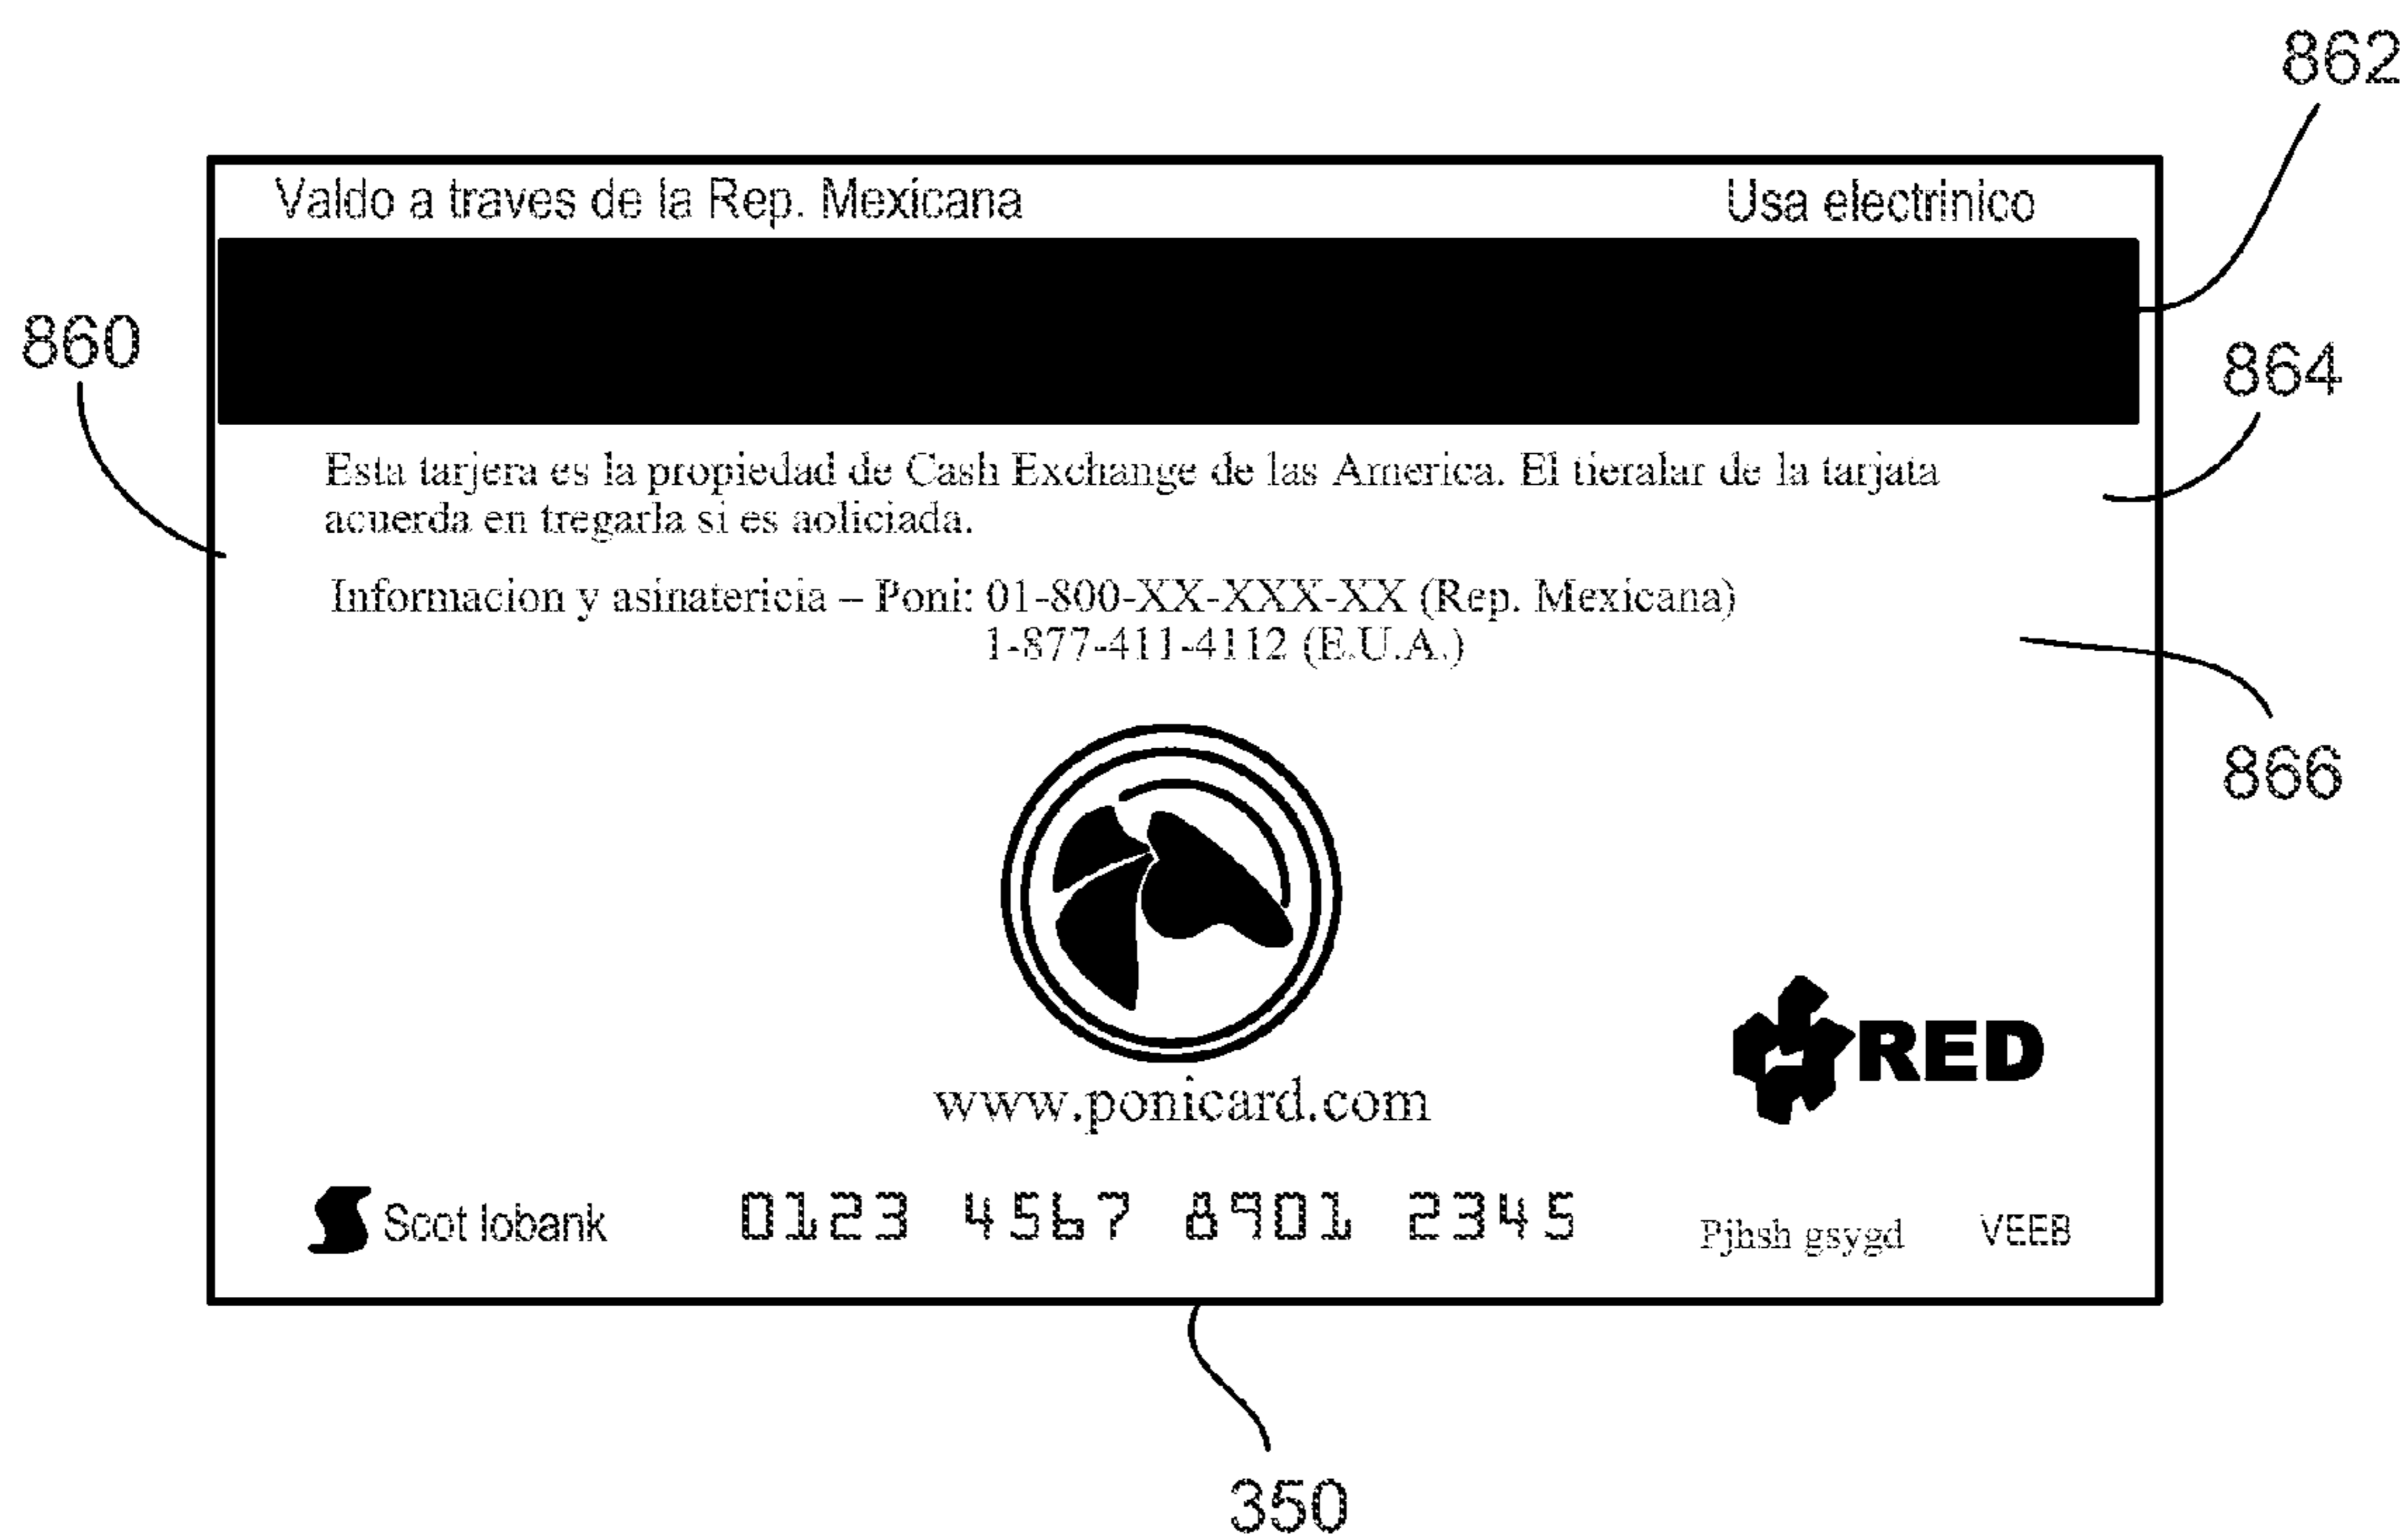 862
Valdo a traves de la Rep. Mexicana Usa electrinico
860
864
Esta tarjera es la propiedad de Cash Exchange de las America. El tieralar de la tarjata
acuerda en tregarla si es aoliciada.
Informacion y asinatericia – Poni: 01-800-XX-XXX-XX (Rep. Mexicana)
1-877-411-4112 (E.U.A.)
866
RED
www.ponicard.com
Scot lobank 0123 4567 8901 2345 Pjhsh gsygd VEEB
350